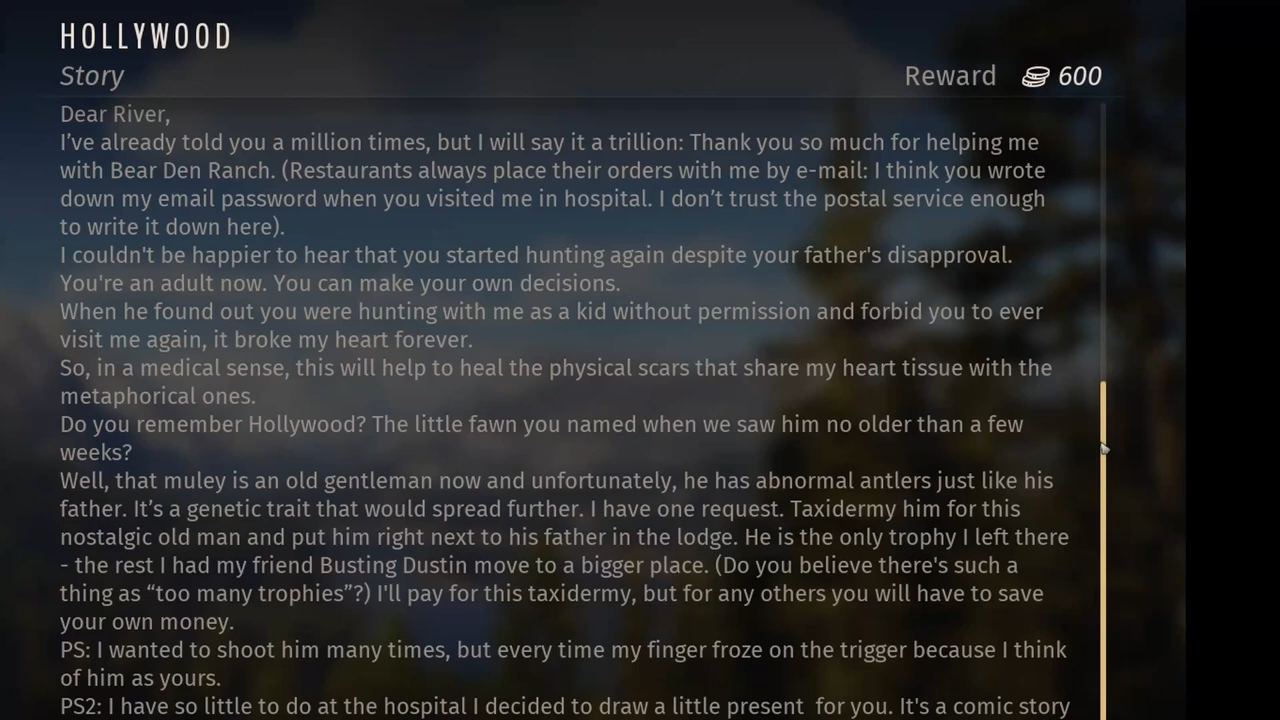 HOLLYWOOD
Story
Reward 600
Dear River,
I’ve already told you a million times, but I will say it a trillion: Thank you so much for helping me
with Bear Den Ranch. (Restaurants always place their orders with me by e-mail: I think you wrote
down my email password when you visited me in hospital. I don’t trust the postal service enough
to write it down here).
I couldn't be happier to hear that you started hunting again despite your father's disapproval.
You're an adult now. You can make your own decisions.
When he found out you were hunting with me as a kid without permission and forbid you to ever
visit me again, it broke my heart forever.
So, in a medical sense, this will help to heal the physical scars that share my heart tissue with the
metaphorical ones.
Do you remember Hollywood? The little fawn you named when we saw him no older than a few
weeks?
Well, that muley is an old gentleman now and unfortunately, he has abnormal antlers just like his
father. It’s a genetic trait that would spread further. I have one request. Taxidermy him for this
nostalgic old man and put him right next to his father in the lodge. He is the only trophy I left there
- the rest I had my friend Busting Dustin move to a bigger place. (Do you believe there's such a
thing as “too many trophies”?) I'll pay for this taxidermy, but for any others you will have to save
your own money.
PS: I wanted to shoot him many times, but every time my finger froze on the trigger because I think
of him as yours.
PS2: I have so little to do at the hospital I decided to draw a little present for you. It's a comic story